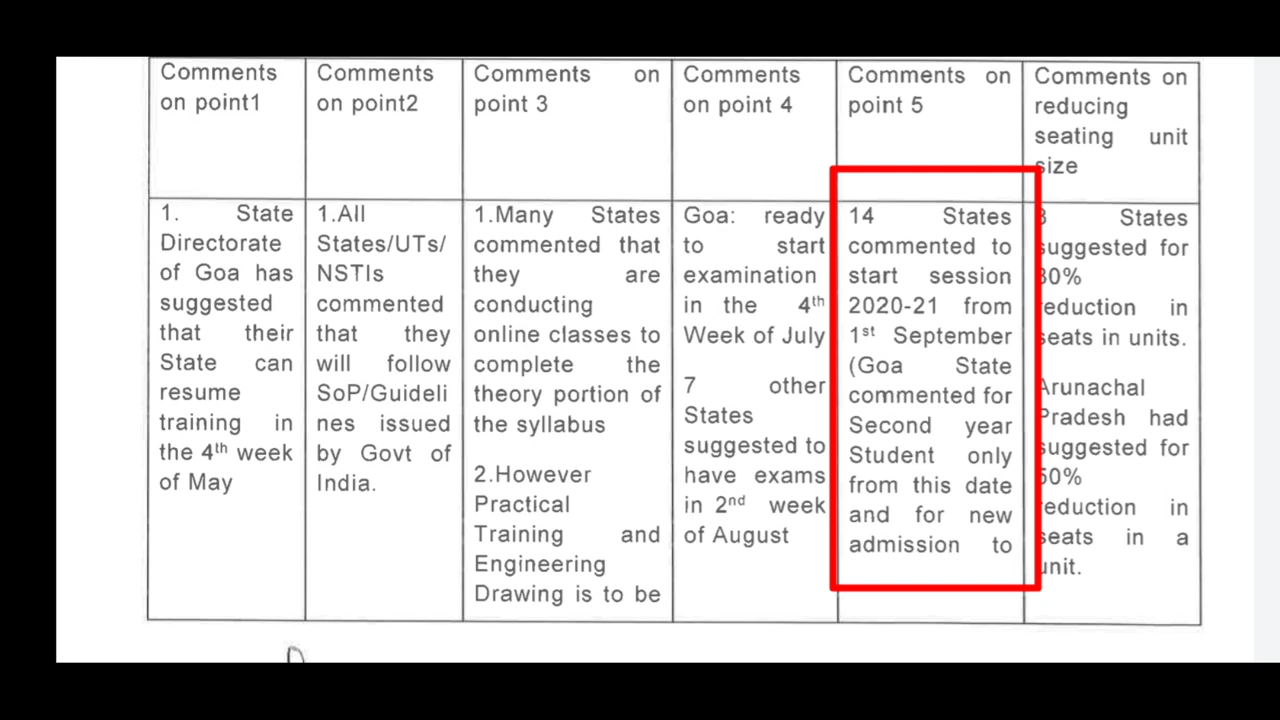 Comments
on point1
Comments
on point2
Comments on
point 3
Comments
on point 4
Comments on
point 5
Comments on
reducing
seating unit
size
1. State
Directorate
of Goa has
suggested
that their
State can
resume
training in
the 4th week
of May
1.All
States/UTs/
NSTIs
commented
that they
will follow
SoP/Guideli
nes issued
by Govt of
India.
1.Many States
commented that
they are
conducting
online classes to
complete the
theory portion of
the syllabus
2.However
Practical
Training and
Engineering
Drawing is to be
Goa: ready
to start
examination
in the 4th
Week of July
7 other
States
suggested to
have exams
in 2nd week
of August
14 States
commented to
start session
2020-21 from
1st September
(Goa State
commented for
Second year
Student only
from this date
and for new
admission to
States
suggested for
reduction in
seats in units.
Arunachal
Pradesh had
suggested for
reduction in
seats in a
unit.